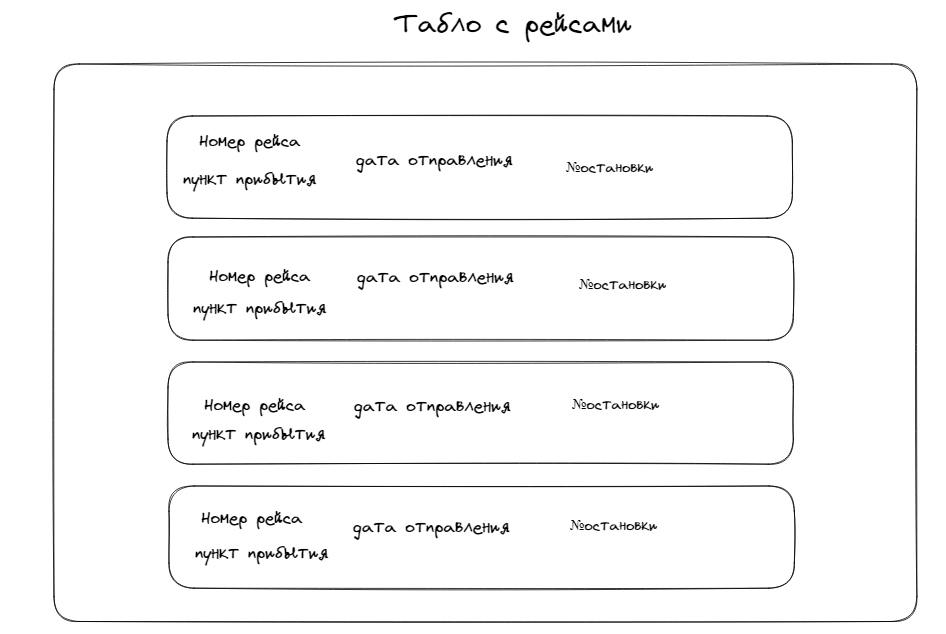 Табло с рейсами
Номер рейса
дата отправления
№остановки
пункт прибытия
Номер рейса
дата отправления
№остановки
пункт прибытия
Номер рейса
дата отправления
№остановки
пункт прибытия
Номер рейса
дата отправления
№остановки
пункт прибытия